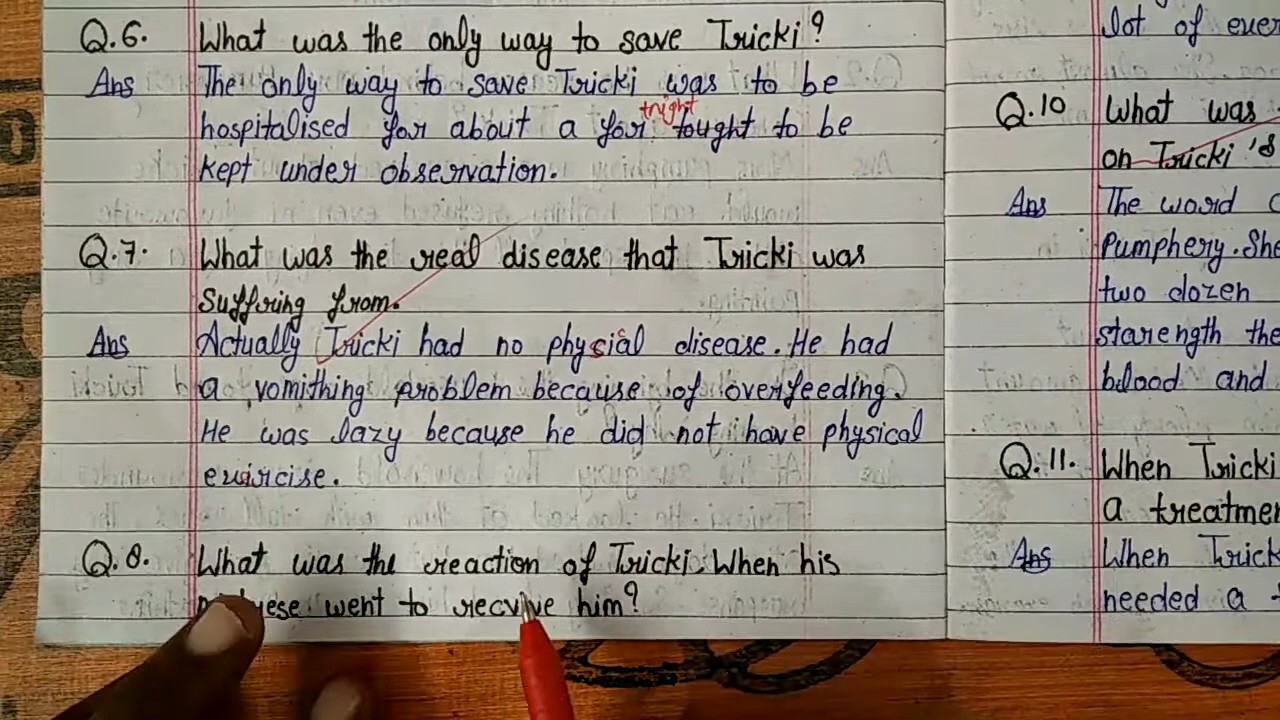 Q.6. What was the only way to save Tricki?
Ans The only way to save Tricki was to be
tnight
hospitalised for about a for tought to be
kept under observation.
Q.7. What was the real disease that Tricki was
Suffring from.
Ans Actually Tricki had no physcial disease. He had
a vomithing problem because of overfeeding.
He was lazy because he did not have physical
exircise.
Q.8. What was the reaction of Tricki. When his
went to recvive him?
lot of ever
Q.10 What was
on Tricki's
Ans The word
Pumphery. She
two dozen
starength the
blood and
Q.11. When Tricki
a treatmen
Ans When Trick
needed a